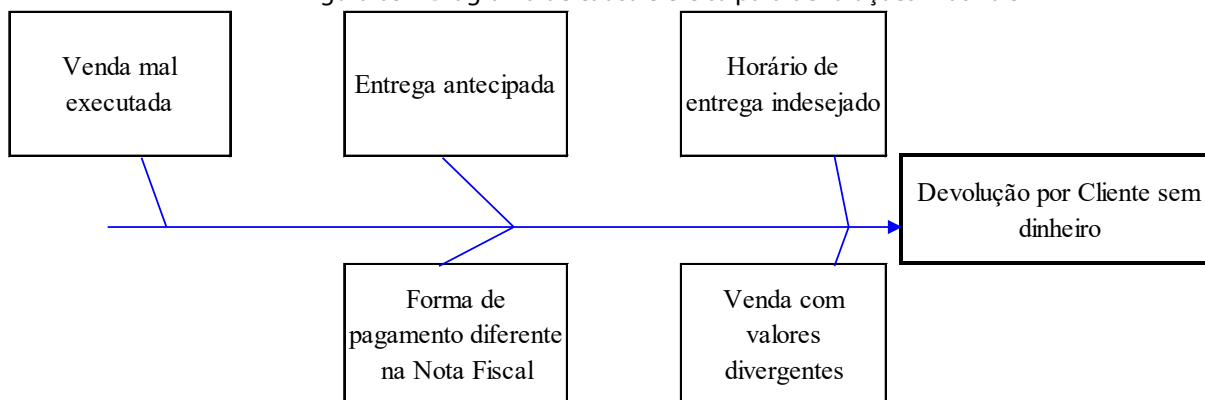 Venda mal
executada
Entrega antecipada
Horário de
entrega indesejado
Devolução por Cliente sem
dinheiro
Forma de
pagamento diferente
na Nota Fiscal
Venda com
valores
divergentes